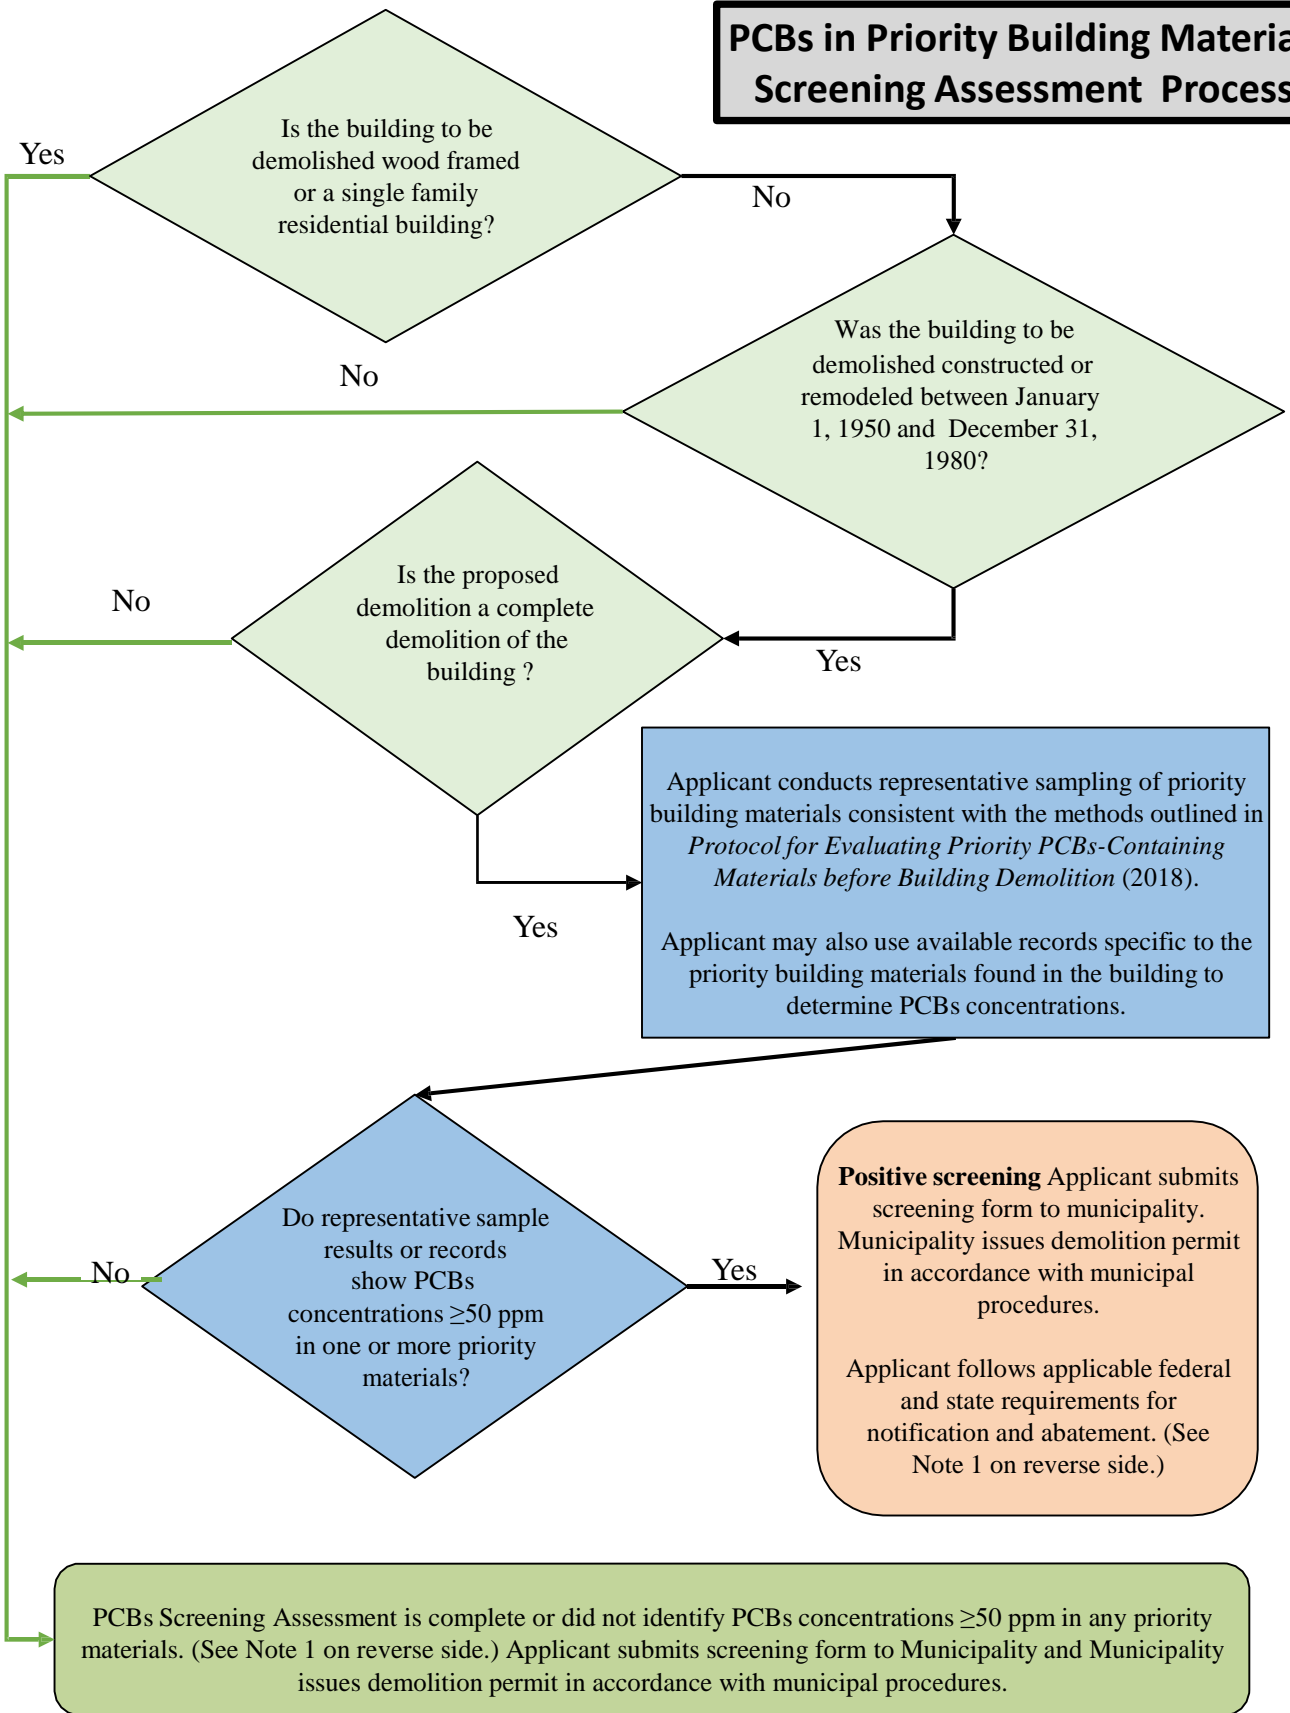 PCBs in Priority Building Materia
Screening Assessment Process
Is the building to be
demolished wood framed
or a single family
residential building?
Yes
No
Was the building to be
demolished constructed or
remodeled between January
1, 1950 and December 31,
1980?
No
Yes
Is the proposed
demolition a complete
demolition of the
building ?
No
Yes
Applicant conducts representative sampling of priority
building materials consistent with the methods outlined in
Protocol for Evaluating Priority PCBs-Containing
Materials before Building Demolition (2018).
Applicant may also use available records specific to the
priority building materials found in the building to
determine PCBs concentrations.
Do representative sample
results or records
show PCBs
concentrations ≥50 ppm
in one or more priority
materials?
No
Yes
Positive screening Applicant submits
screening form to municipality.
Municipality issues demolition permit
in accordance with municipal
procedures.
Applicant follows applicable federal
and state requirements for
notification and abatement. (See
Note 1 on reverse side.)
PCBs Screening Assessment is complete or did not identify PCBs concentrations ≥50 ppm in any priority
materials. (See Note 1 on reverse side.) Applicant submits screening form to Municipality and Municipality
issues demolition permit in accordance with municipal procedures.